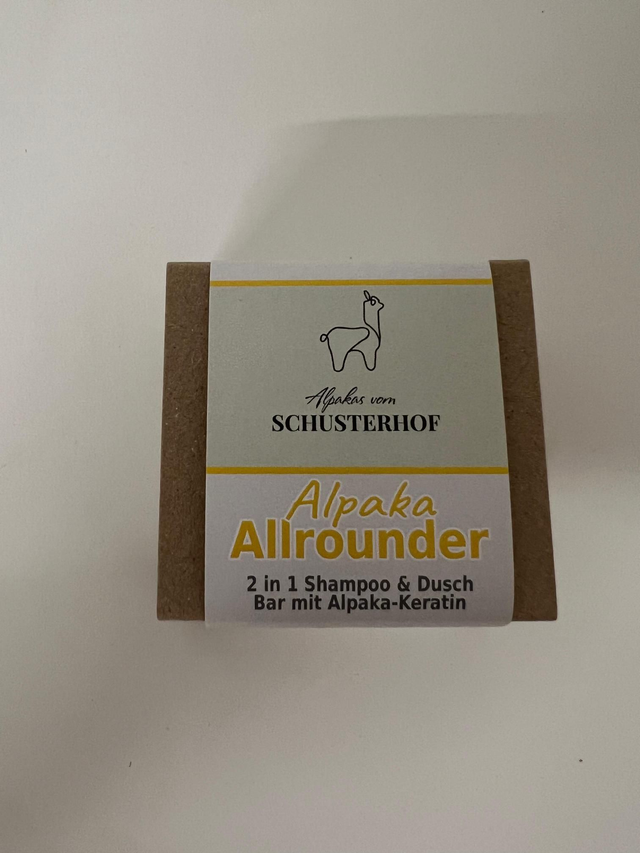 Alpakas vom
SCHUSTERHOF
Alpaka
Allrounder
2 in 1 Shampoo & Dusch
Bar mit Alpaka-Keratin